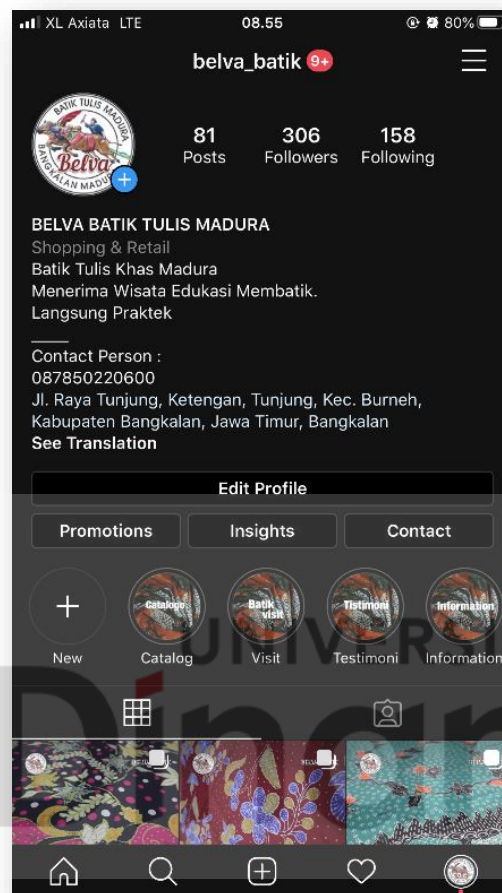 XL Axiata LTE 08.55 80%
belva_batik 9+
BATIK TULIS MADURA
Belva
BANGKALAN MADURA
81 306 158
Posts Followers Following
BELVA BATIK TULIS MADURA
Shopping & Retail
Batik Tulis Khas Madura
Menerima Wisata Edukasi Membatik.
Langsung Praktek
Contact Person :
087850220600
Jl. Raya Tunjung, Ketengan, Tunjung, Kec. Burneh,
Kabupaten Bangkalan, Jawa Timur, Bangkalan
See Translation
Edit Profile
Promotions Insights Contact
Catalogo Batik visit Tistimoni Information
New Catalog Visit Testimoni Information
UNIVERS
Dinar